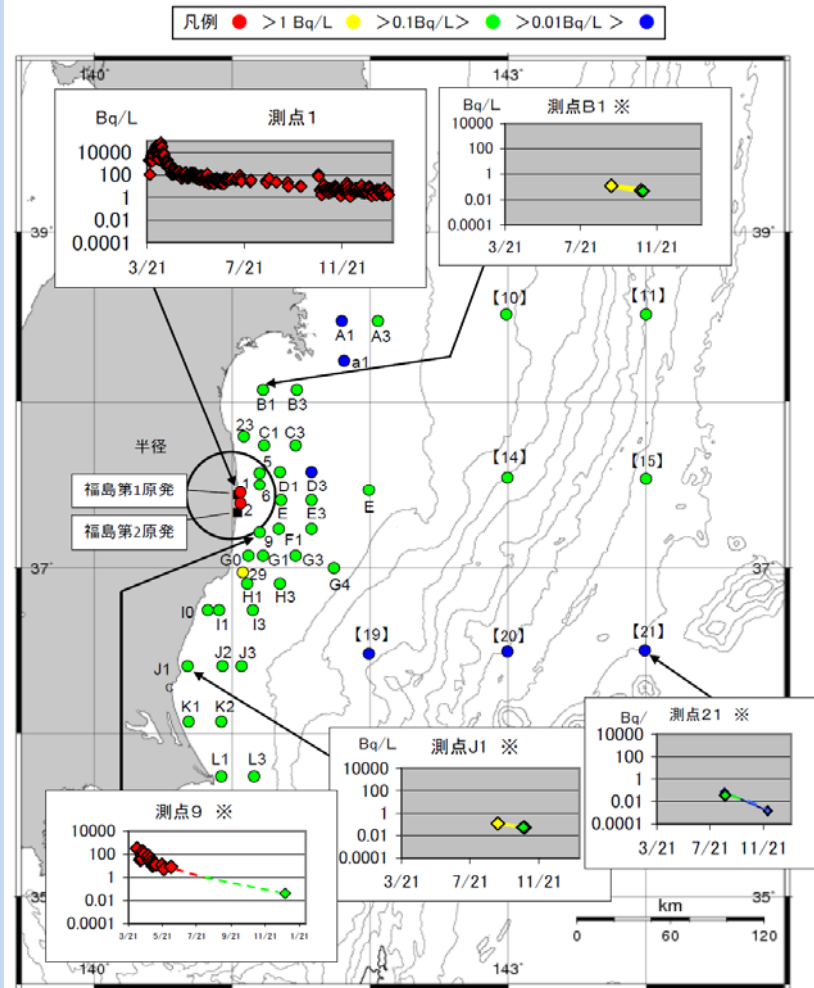 凡例 >1 Bq/L >0.1Bq/L> >0.01Bq/L >
140° 143°
測点1
Bq/L
10000
100
1
0.01
0.0001
3/21 7/21 11/21
測点B1 ※
Bq/L
10000
100
1
0.01
0.0001
3/21 7/21 11/21
39° 39°
【10】 【11】
A1 A3
a1
B1 B3
23
C1 C3
半径
5
【14】 【15】
福島第1原発
1
6
D1 D3
E
2
E E3
福島第2原発
9
F1
G0 G1 G3
37° 37°
G4
29
H1 H3
I0 I1 I3
【19】 【20】 【21】
J1 J2 J3
c
K1 K2
L1 L3
測点21 ※
Bq/
10000
100
1
0.01
0.0001
3/21 7/21 11/21
測点J1 ※
Bq/L
10000
100
1
0.01
0.0001
3/21 7/21 11/21
測点9 ※
10000
100
1
0.01
0.0001
3/21 5/21 7/21 9/21 11/21 1/21
35° 35°
km
0 60 120
140° 143°